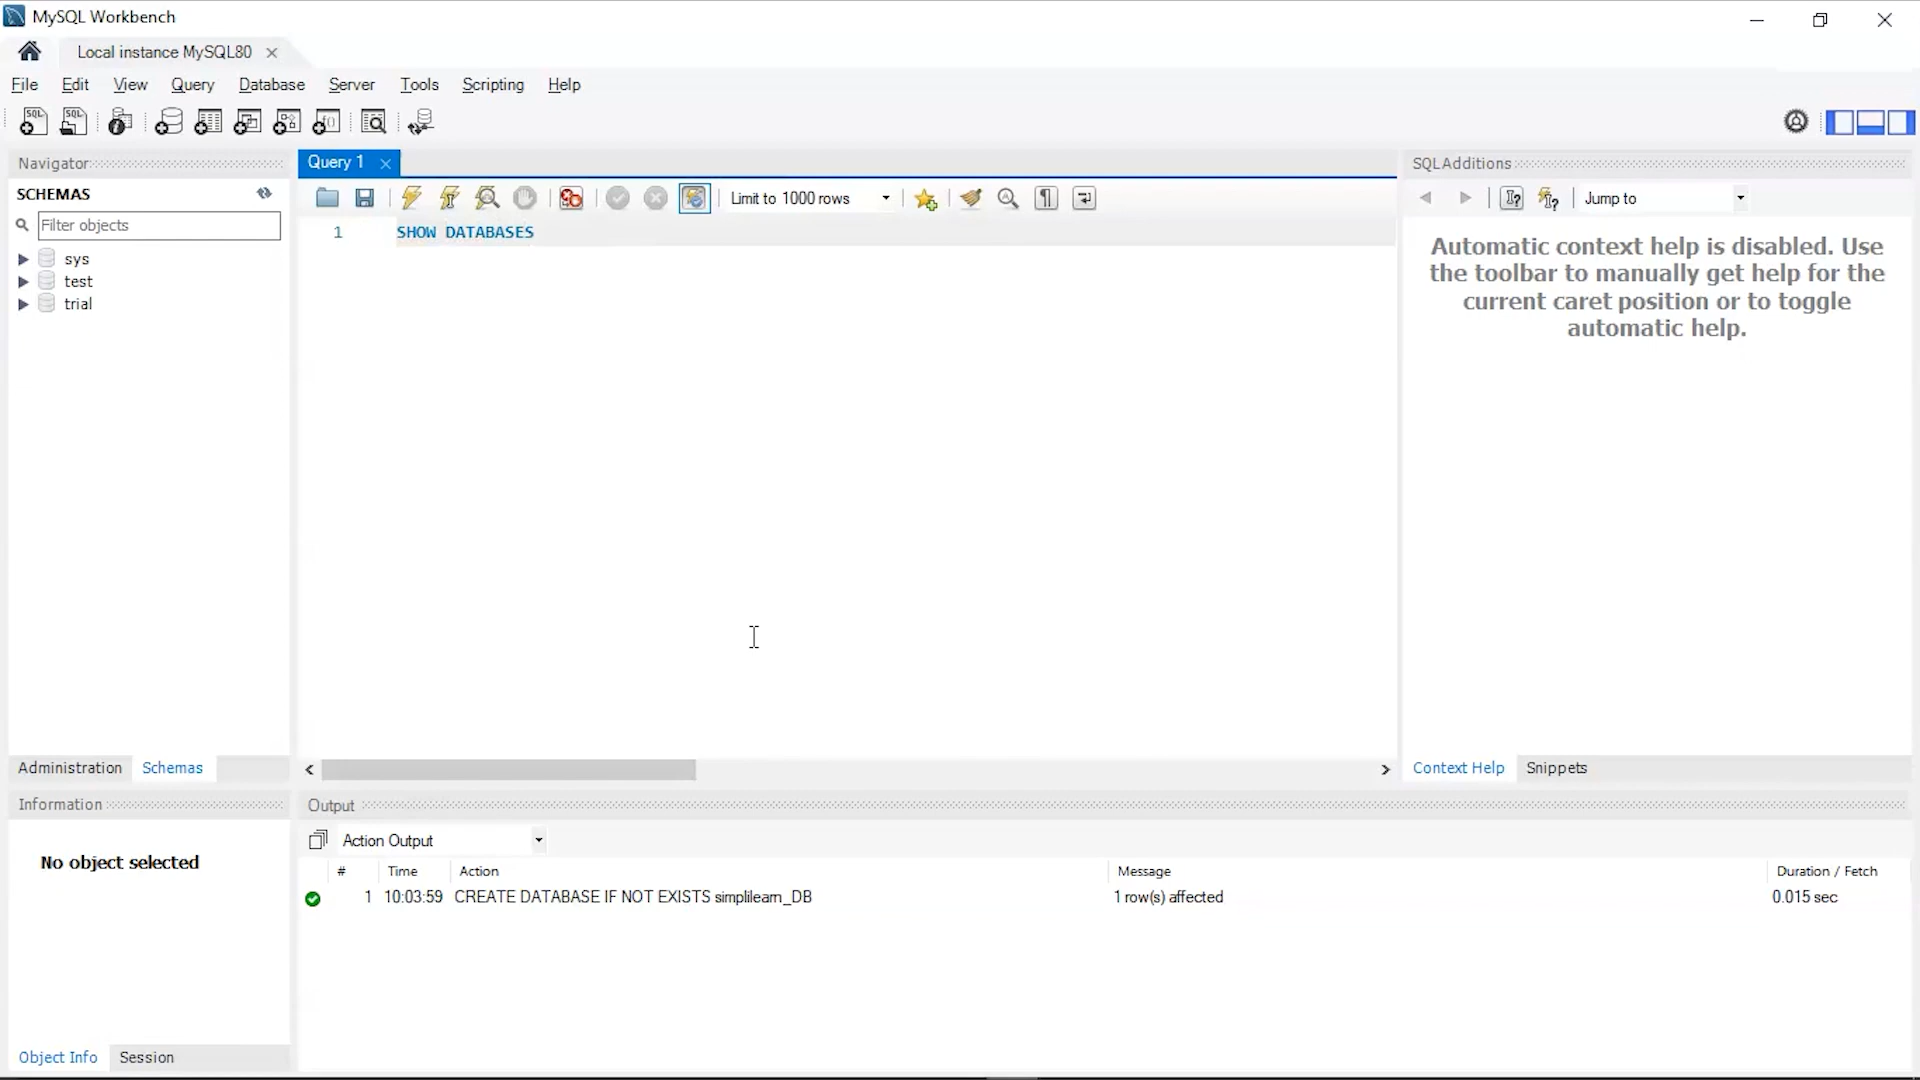 MySQL Workbench
Local instance MySQL80
File Edit View Query Database Server Tools Scripting Help
Navigator
SCHEMAS
Filter objects
sys
test
trial
Administration Schemas
Query 1
Limit to 1000 rows
1 SHOW DATABASES
SQLAdditions
Jump to
Automatic context help is disabled. Use
the toolbar to manually get help for the
current caret position or to toggle
automatic help.
Context Help Snippets
Information
No object selected
Object Info Session
Output
Action Output
# Time Action Message Duration / Fetch
1 10:03:59 CREATE DATABASE IF NOT EXISTS simplilearn_DB 1 row(s) affected 0.015 sec